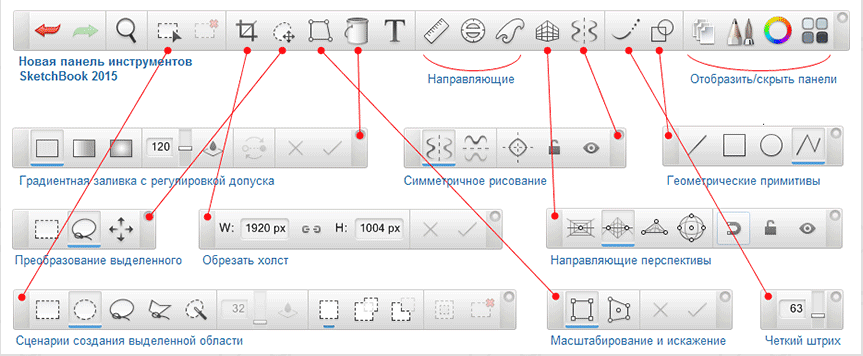 T
Новая панель инструментов
SketchBook 2015
Направляющие
Отобразить/скрыть панели
120
Градиентная заливка с регулировкой допуска
Симметричное рисование
Геометрические примитивы
W: 1920 px H: 1004 px
Преобразование выделенного
Обрезать холст
Направляющие перспективы
32
63
Сценарии создания выделенной области
Масштабирование и искажение
Четкий штрих